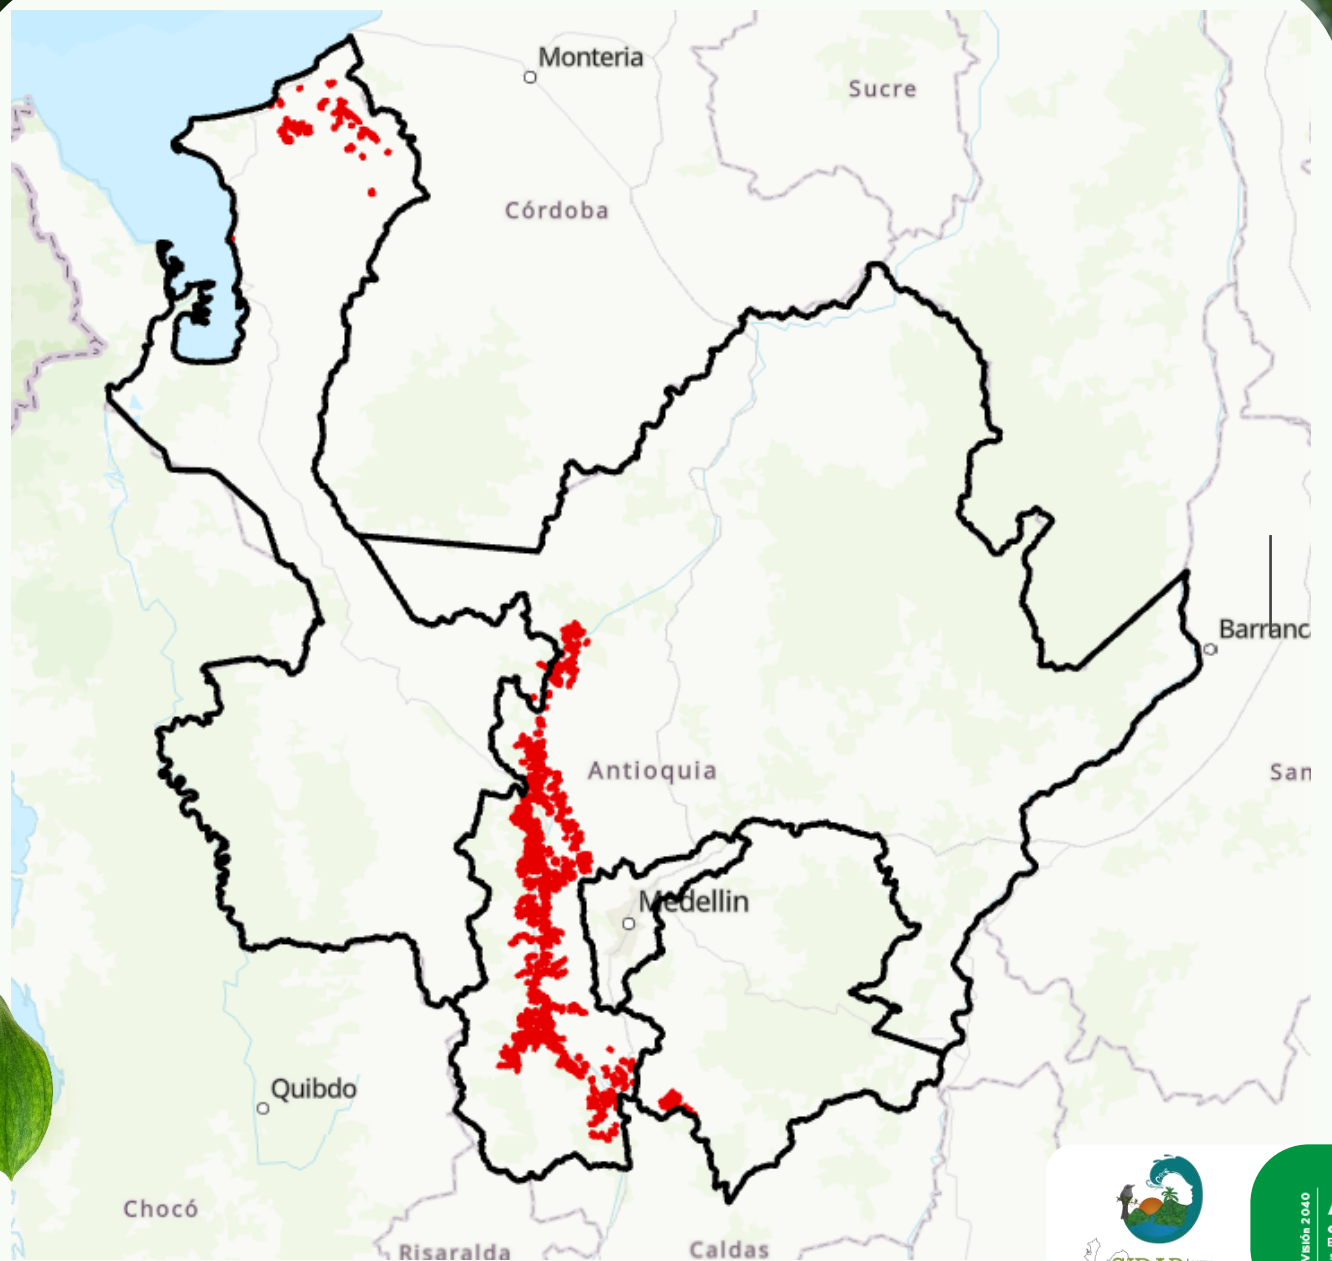 Monteria
Sucre
Córdoba
Barranc
Antioquia
San
Medellin
Quibdo
Chocó
Risaralda
Caldas
Visión 2040